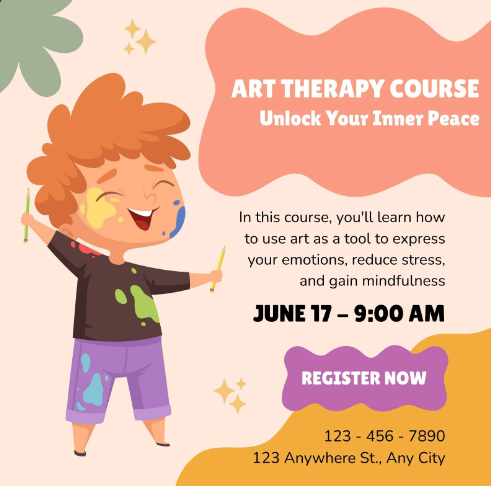 ART THERAPY COURSE
Unlock Your Inner Peace
In this course, you'll learn how
to use art as a tool to express
your emotions, reduce stress,
and gain mindfulness
JUNE 17 – 9:00 AM
REGISTER NOW
123 - 456 - 7890
123 Anywhere St., Any City